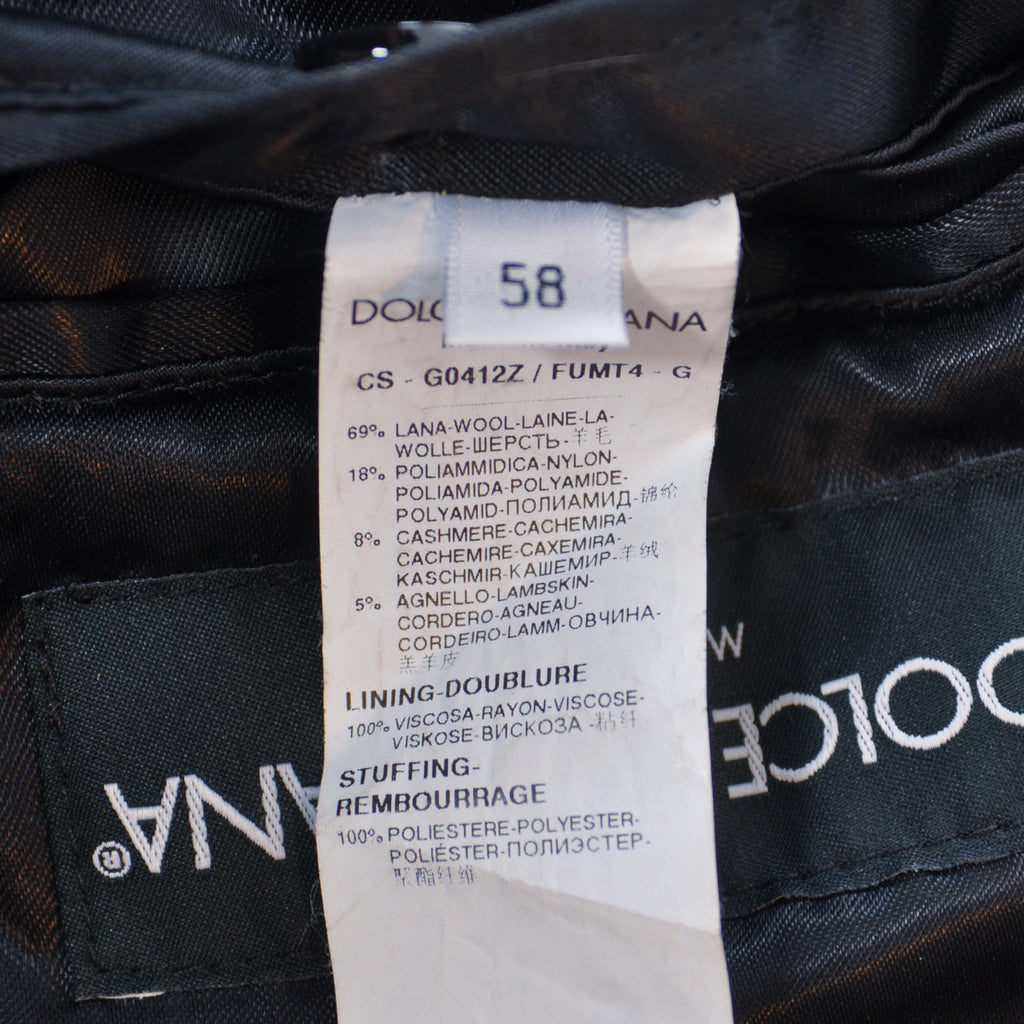 58
DOLC ANA
CS - G0412Z / FUMT4 - G
69% LANA-WOOL-LAINE-LA-
WOLLE-ШЕРСТЬ-羊毛
18% POLIAMMIDICA-NYLON-
POLIAMIDA-POLYAMIDE-
POLYAMID-ПОЛИАМИД-锦纶
8% CASHMERE-CACHEMIRA-
CACHEMIRE-CAXEMIRA-
KASCHMIR-КАШЕМИР-羊绒
5% AGNELLO-LAMBSKIN-
CORDERO-AGNEAU-
CORDEIRO-LAMM-ОВЧИНА-
羔羊皮
LINING-DOUBLURE
100% VISCOSA-RAYON-VISCOSE-
VISKOSE-ВИСКОЗА -粘纤
STUFFING-
REMBOURRAGE
100% POLIESTERE-POLYESTER-
POLIÉSTER-ПОЛИЭСТЕР-
聚酯纤维
DOLCE ANA®